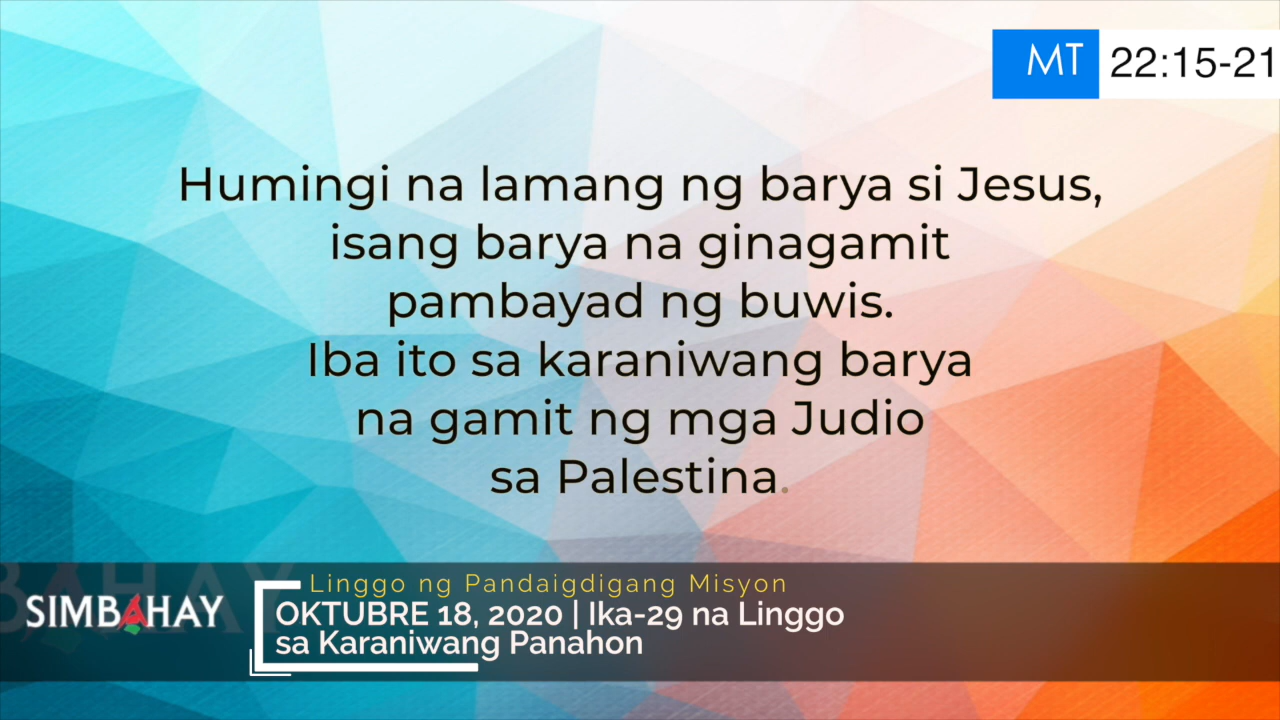 MT 22:15-21
Humingi na lamang ng barya si Jesus,
isang barya na ginagamit
pambayad ng buwis.
Iba ito sa karaniwang barya
na gamit ng mga Judio
sa Palestina.
Linggo ng Pandaigdigang Misyon
SIMBAHAY
OKTUBRE 18, 2020 | Ika-29 na Linggo
sa Karaniwang Panahon